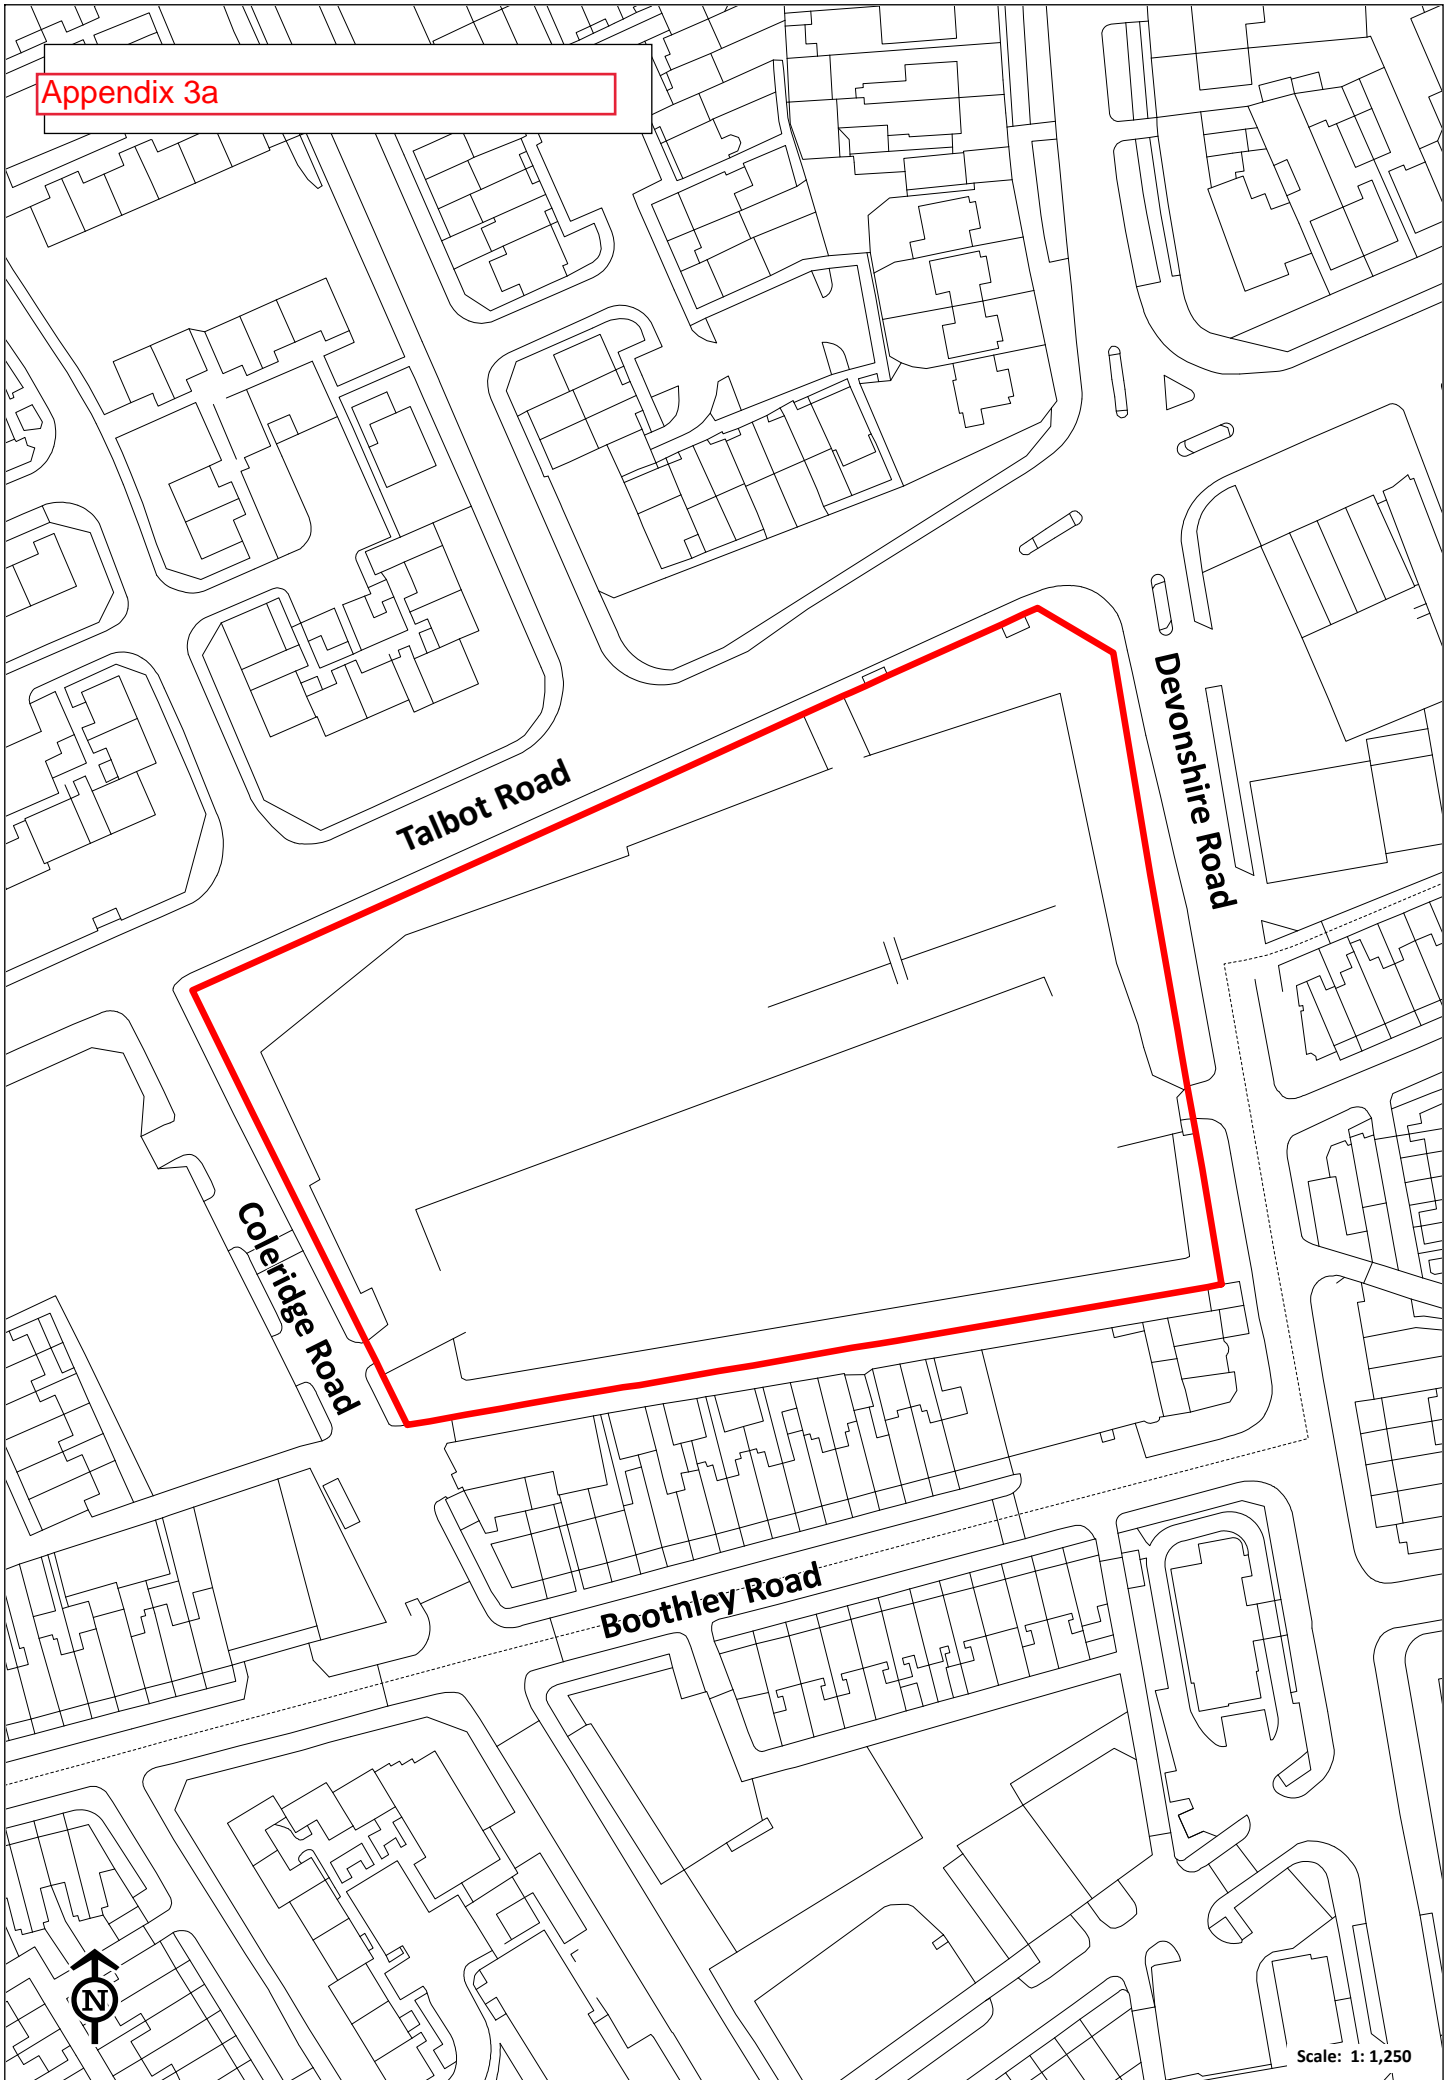 Appendix 3a
Talbot Road
Devonshire Road
Coleridge Road
Boothley Road
N
Scale: 1: 1,250